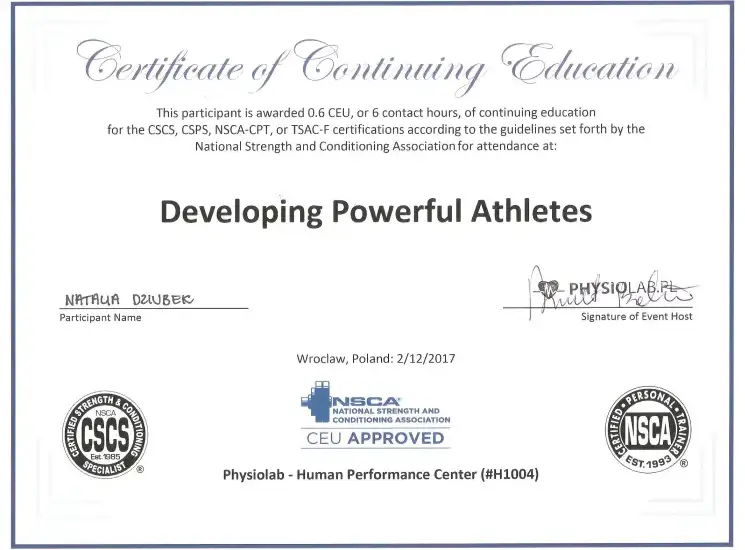 Certificate of Continuing Education
This participant is awarded 0.6 CEU, or 6 contact hours, of continuing education
for the CSCS, CSPS, NSCA-CPT, or TSAC-F certifications according to the guidelines set forth by the
National Strength and Conditioning Association for attendance at:
Developing Powerful Athletes
NATALIA DZIUBEK
PHYSIOLAB.PL
Participant Name
Signature of Event Host
Wroclaw, Poland: 2/12/2017
CERTIFIED STRENGTH & CONDITIONING SPECIALIST
NSCA
CSCS
Est. 1985
®
NSCA®
NATIONAL STRENGTH AND
CONDITIONING ASSOCIATION
CEU APPROVED
CERTIFIED • PERSONAL • TRAINER
NSCA
EST. 1993
®
Physiolab - Human Performance Center (#H1004)